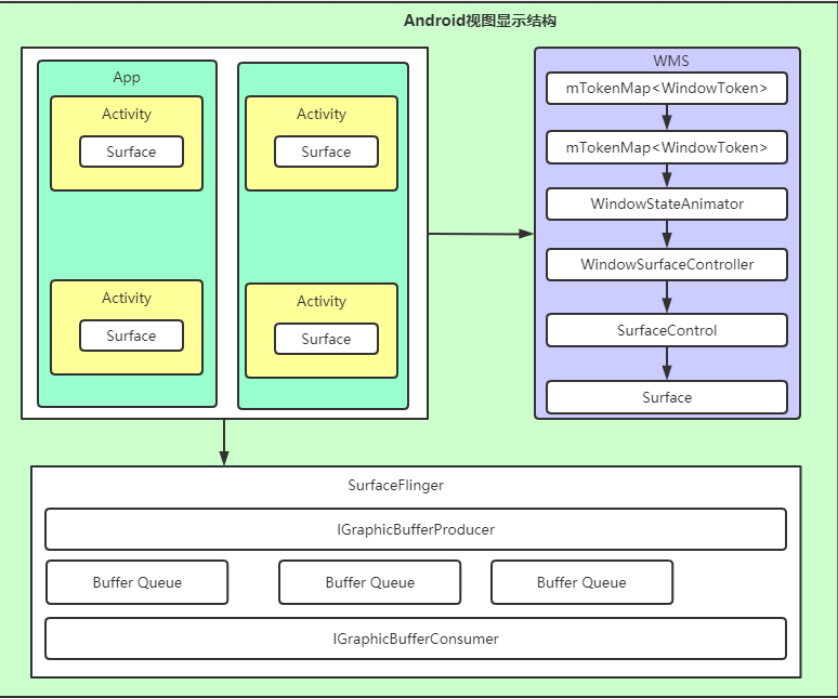 Android视图显示结构
App
Activity
Surface
Activity
Surface
Activity
Surface
Activity
Surface
WMS
mTokenMap<WindowToken>
mTokenMap<WindowToken>
WindowStateAnimator
WindowSurfaceController
SurfaceControl
Surface
SurfaceFlinger
IGraphicBufferProducer
Buffer Queue
Buffer Queue
Buffer Queue
IGraphicBufferConsumer